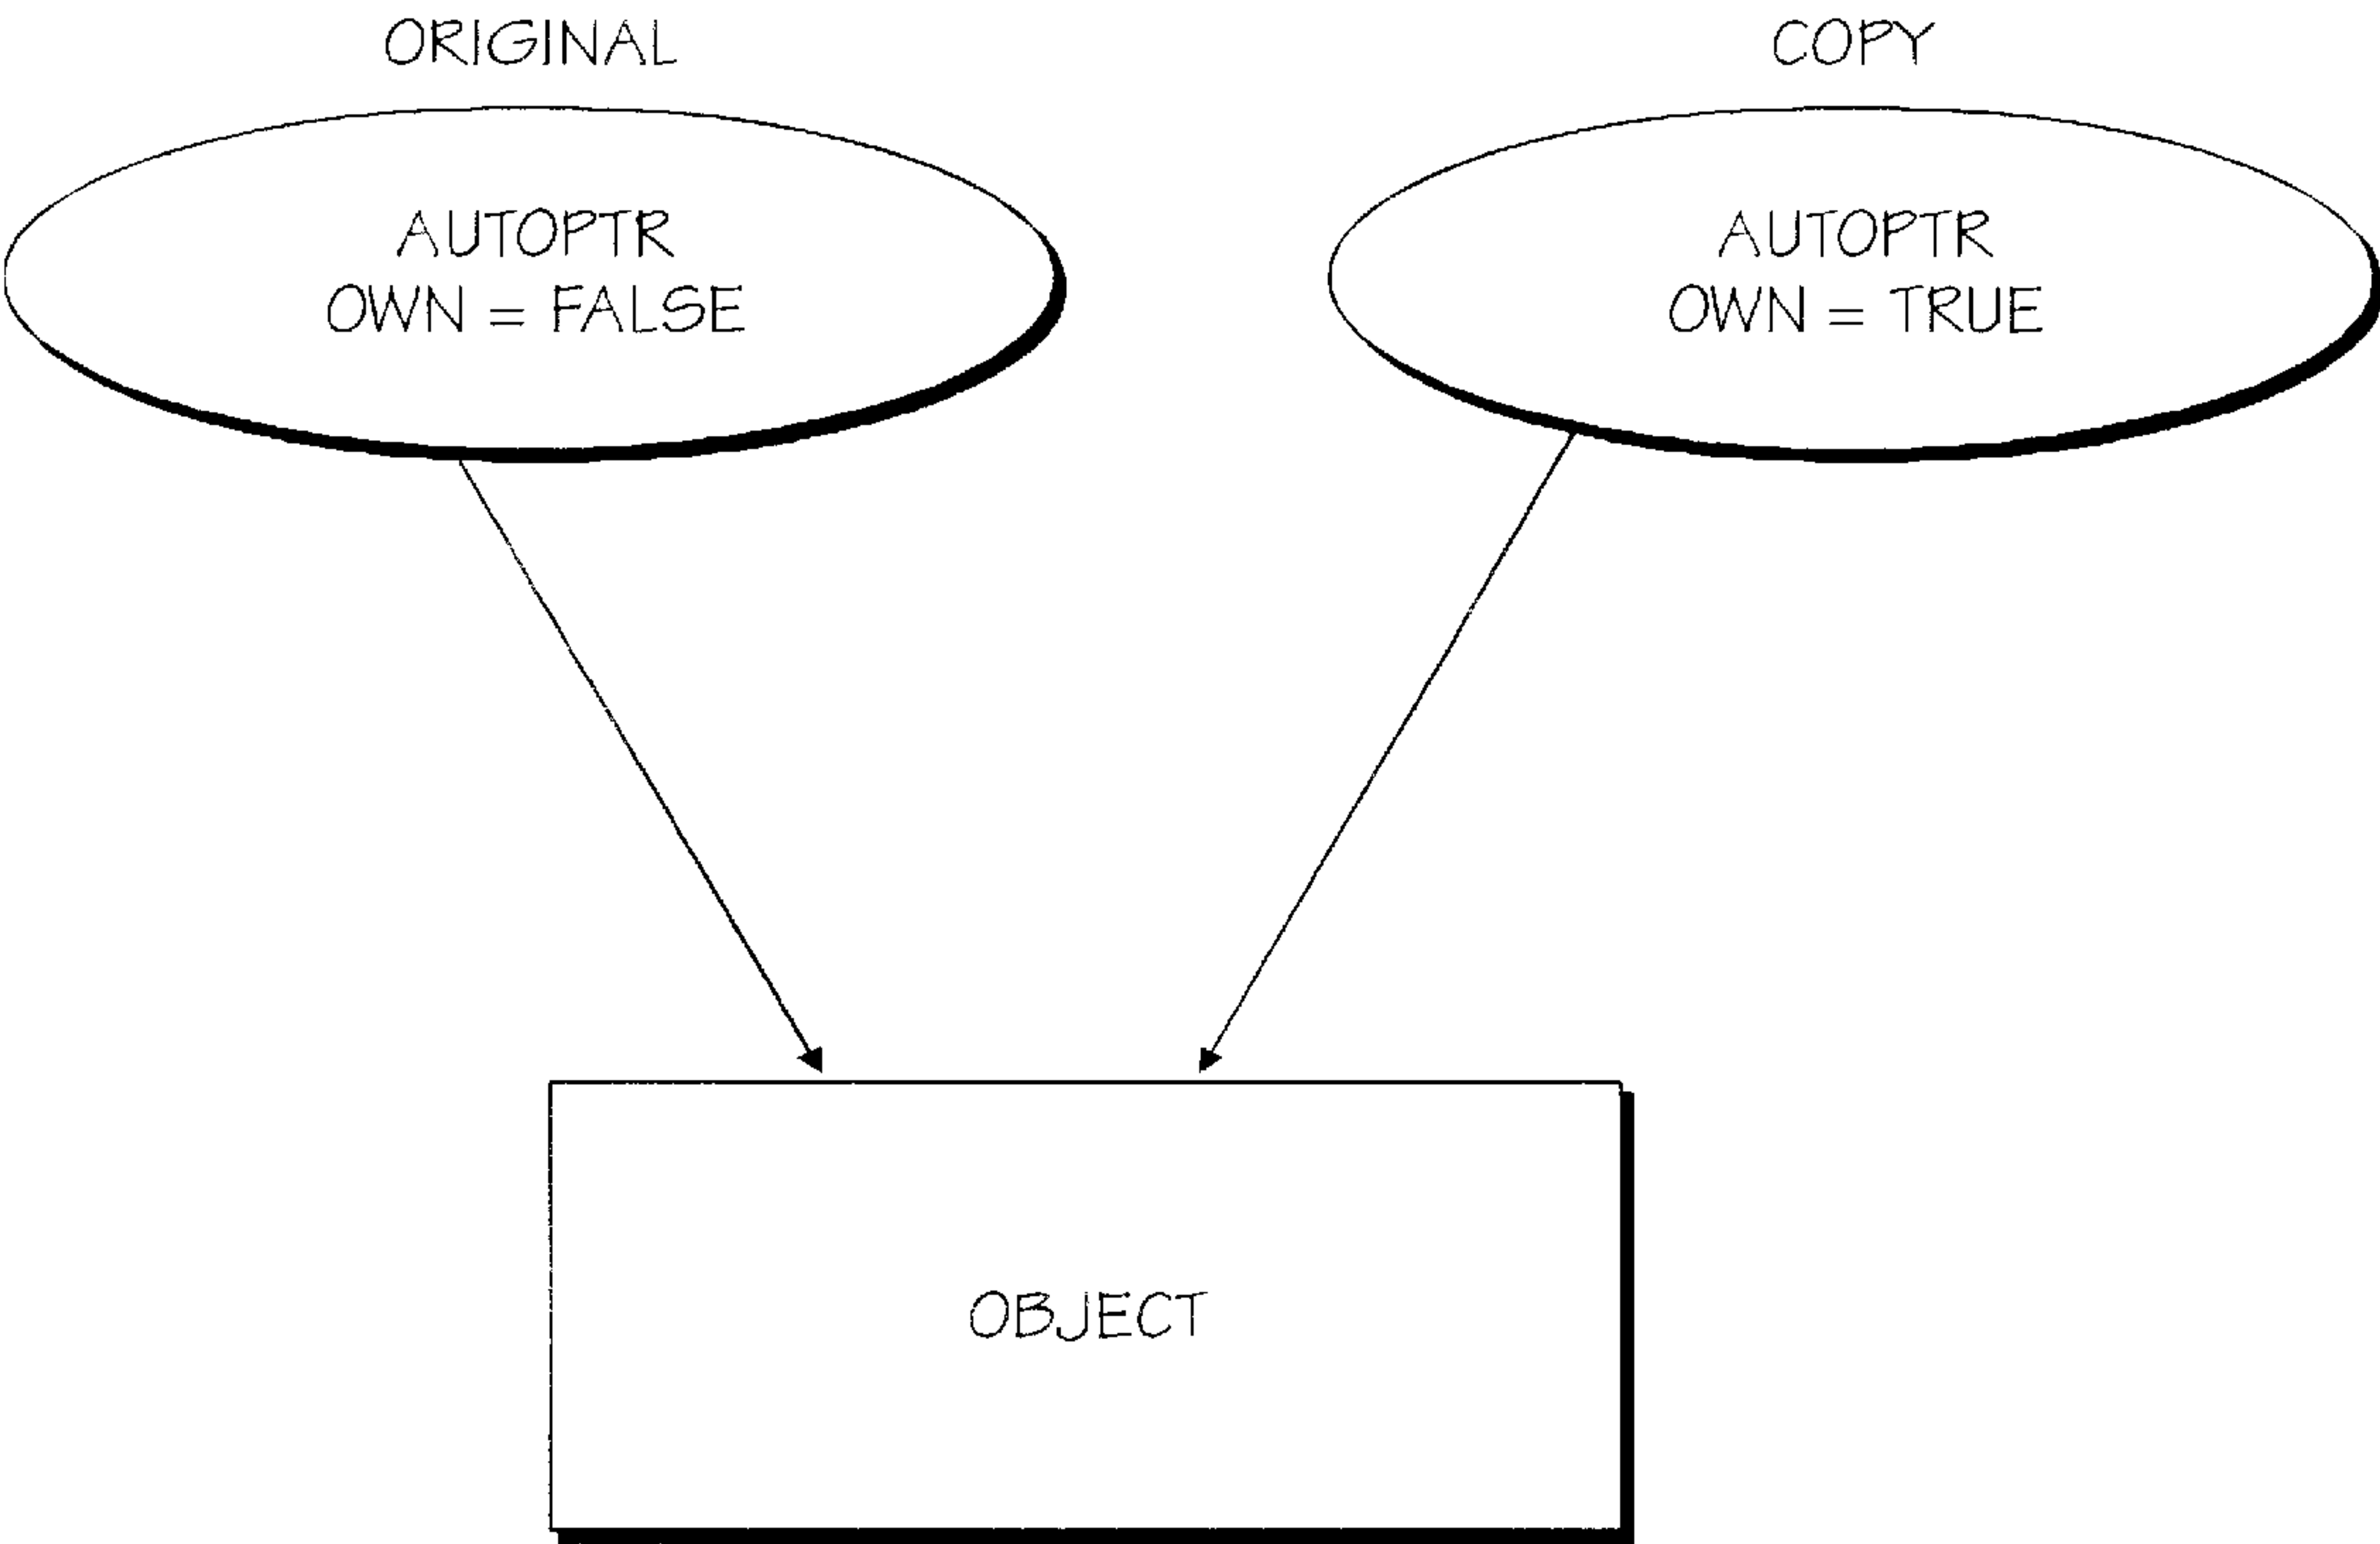 ORIGINAL
COPY
AUTOPTR
OWN = FALSE
AUTOPTR
OWN = TRUE
OBJECT